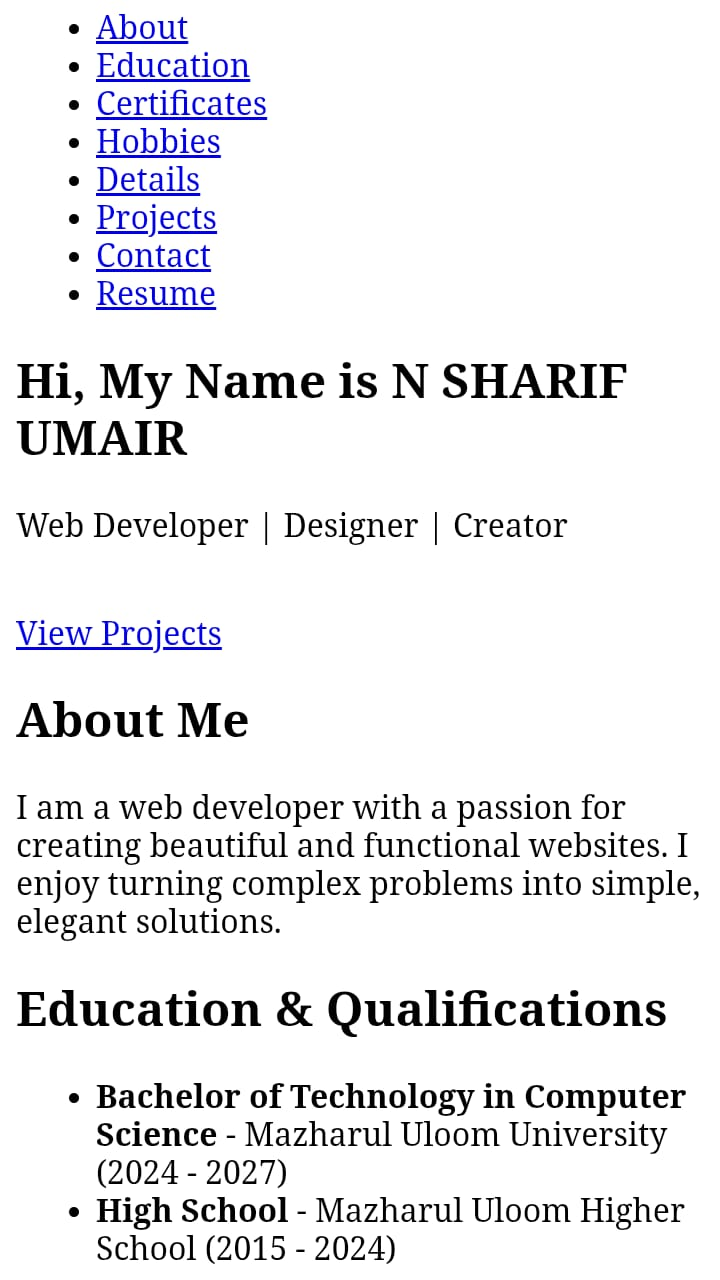 • About
• Education
• Certificates
• Hobbies
• Details
• Projects
• Contact
• Resume
Hi, My Name is N SHARIF
UMAIR
Web Developer | Designer | Creator
View Projects
About Me
I am a web developer with a passion for
creating beautiful and functional websites. I
enjoy turning complex problems into simple,
elegant solutions.
Education & Qualifications
• Bachelor of Technology in Computer
Science - Mazharul Uloom University
(2024 - 2027)
• High School - Mazharul Uloom Higher
School (2015 - 2024)